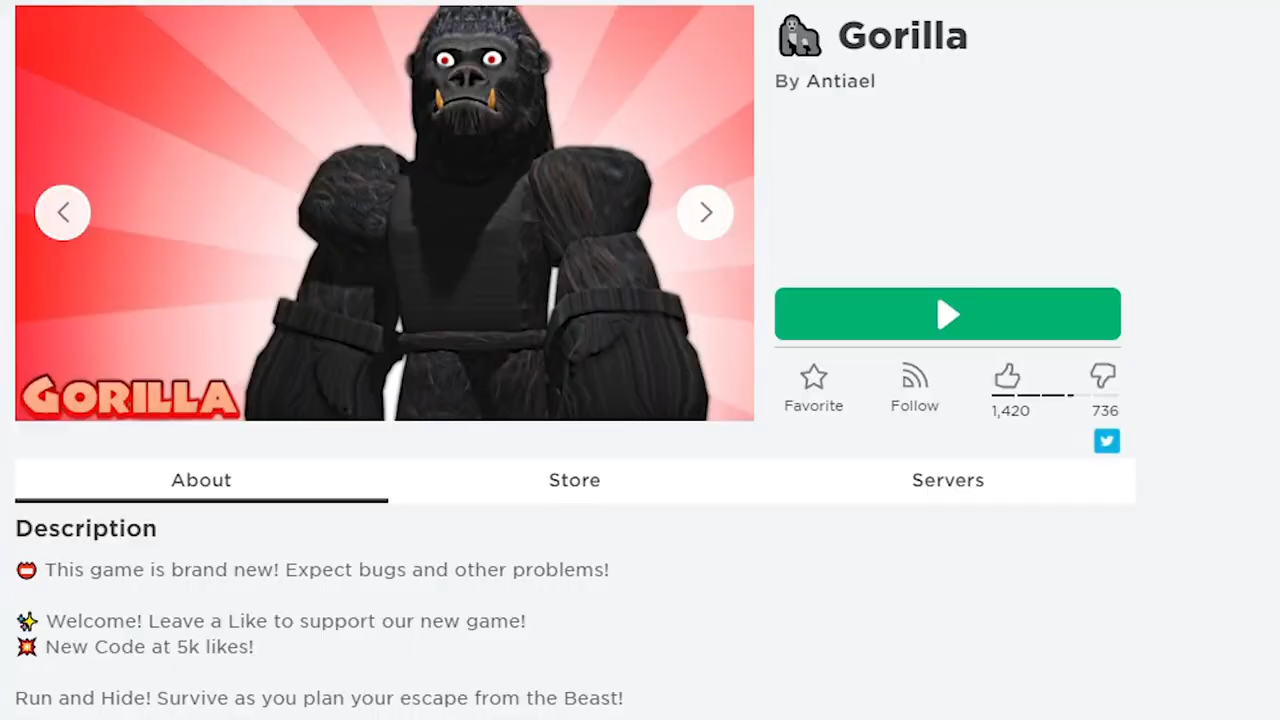 Gorilla
By Antiael
GORILLA
Favorite
Follow
1,420
736
About
Store
Servers
Description
This game is brand new! Expect bugs and other problems!
Welcome! Leave a Like to support our new game!
New Code at 5k likes!
Run and Hide! Survive as you plan your escape from the Beast!